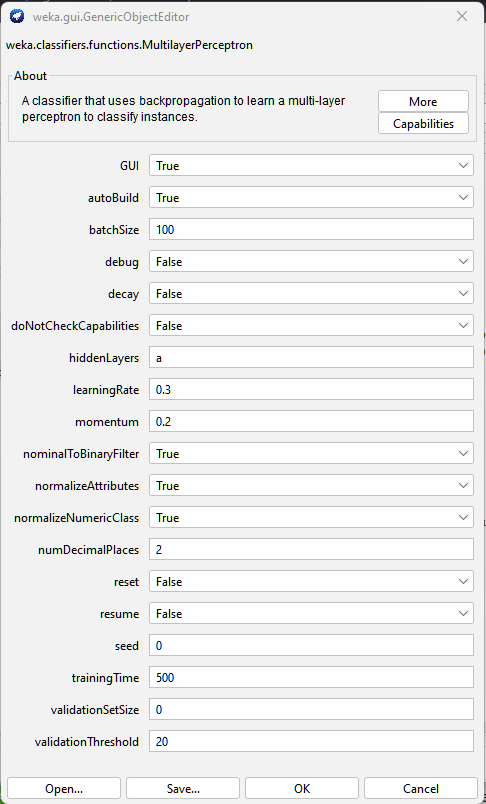 weka.gui.GenericObjectEditor
weka.classifiers.functions.MultilayerPerceptron
About
A classifier that uses backpropagation to learn a multi-layer
perceptron to classify instances.
More
Capabilities
GUI True
autoBuild True
batchSize 100
debug False
decay False
doNotCheckCapabilities False
hiddenLayers a
learningRate 0.3
momentum 0.2
nominalToBinaryFilter True
normalizeAttributes True
normalizeNumericClass True
numDecimalPlaces 2
reset False
resume False
seed 0
trainingTime 500
validationSetSize 0
validationThreshold 20
Open... Save... OK Cancel